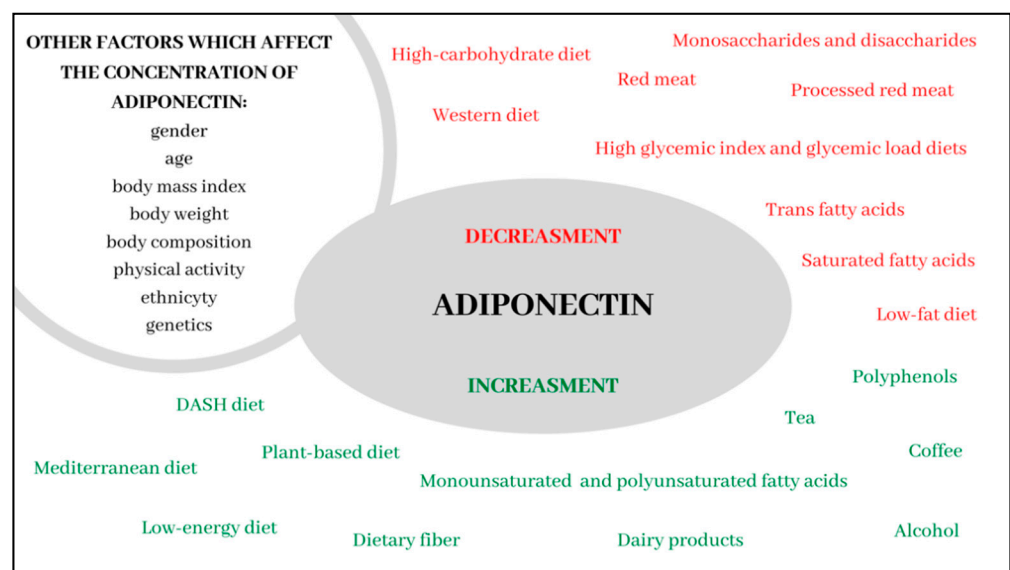 OTHER FACTORS WHICH AFFECT
THE CONCENTRATION OF
ADIPONECTIN:
gender
age
body mass index
body weight
body composition
physical activity
ethnicyty
genetics
High-carbohydrate diet
Monosaccharides and disaccharides
Red meat
Processed red meat
Western diet
High glycemic index and glycemic load diets
Trans fatty acids
Saturated fatty acids
Low-fat diet
DECREASMENT
ADIPONECTIN
INCREASMENT
Polyphenols
DASH diet
Tea
Plant-based diet
Coffee
Mediterranean diet
Monounsaturated and polyunsaturated fatty acids
Low-energy diet
Dietary fiber
Dairy products
Alcohol